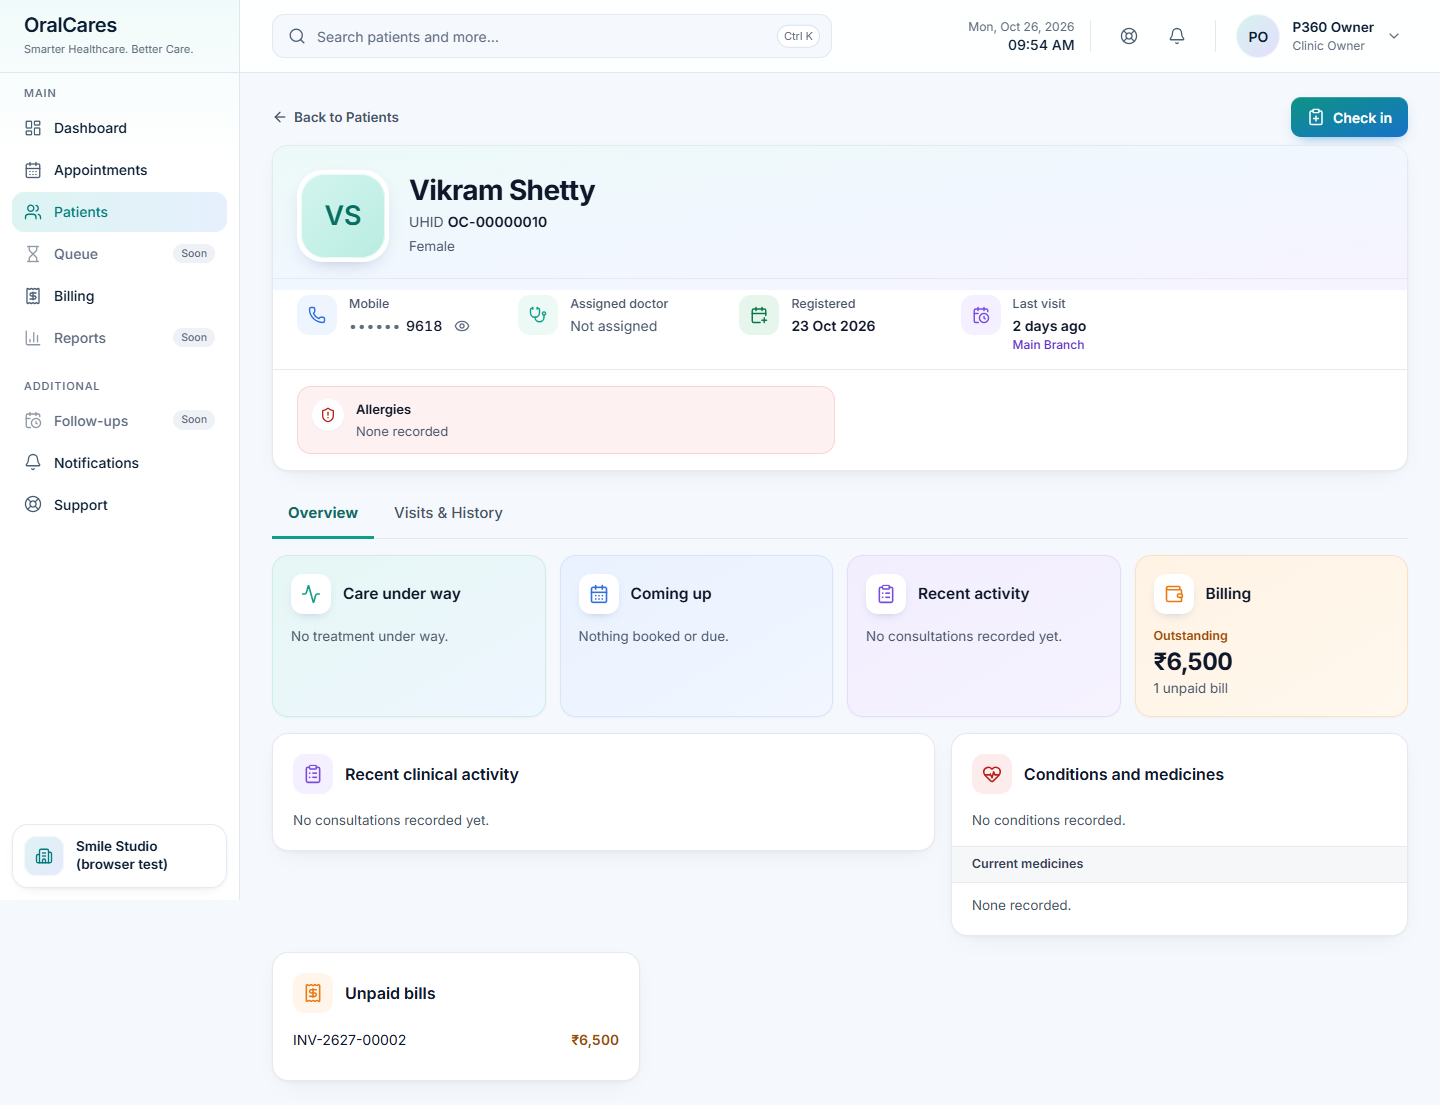 OralCares
Smarter Healthcare. Better Care.
MAIN
Dashboard
Appointments
Patients
Queue Soon
Billing
Reports Soon
ADDITIONAL
Follow-ups Soon
Notifications
Support
Smile Studio
(browser test)
Search patients and more... Ctrl K
Mon, Oct 26, 2026
09:54 AM
PO
P360 Owner
Clinic Owner
Back to Patients
Check in
VS
Vikram Shetty
UHID OC-00000010
Female
Mobile
•••••• 9618
Assigned doctor
Not assigned
Registered
23 Oct 2026
Last visit
2 days ago
Main Branch
Allergies
None recorded
Overview
Visits & History
Care under way
No treatment under way.
Coming up
Nothing booked or due.
Recent activity
No consultations recorded yet.
Billing
Outstanding
₹6,500
1 unpaid bill
Recent clinical activity
No consultations recorded yet.
Conditions and medicines
No conditions recorded.
Current medicines
None recorded.
Unpaid bills
INV-2627-00002 ₹6,500